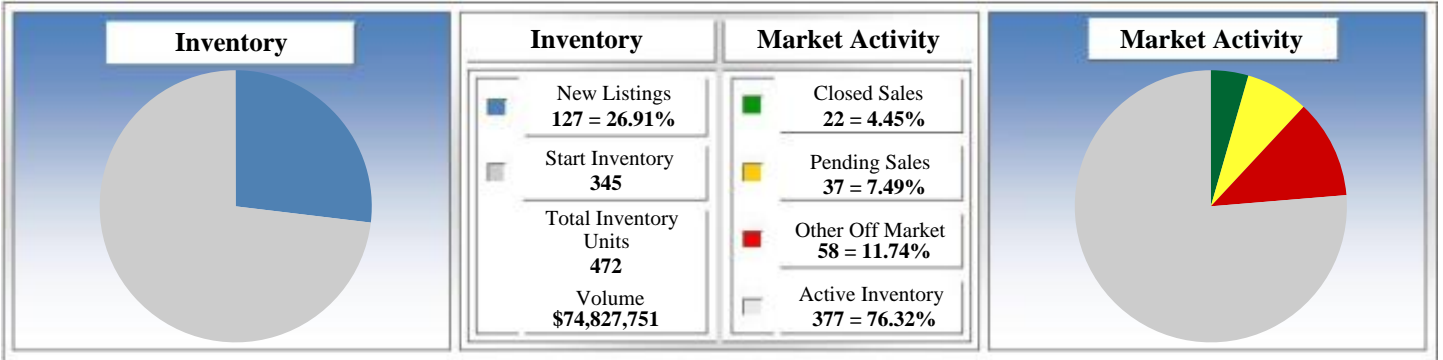 Inventory
Inventory
Market Activity
New Listings
127 = 26.91%
Start Inventory
345
Total Inventory
Units
472
Volume
$74,827,751
Closed Sales
22 = 4.45%
Pending Sales
37 = 7.49%
Other Off Market
58 = 11.74%
Active Inventory
377 = 76.32%
Market Activity